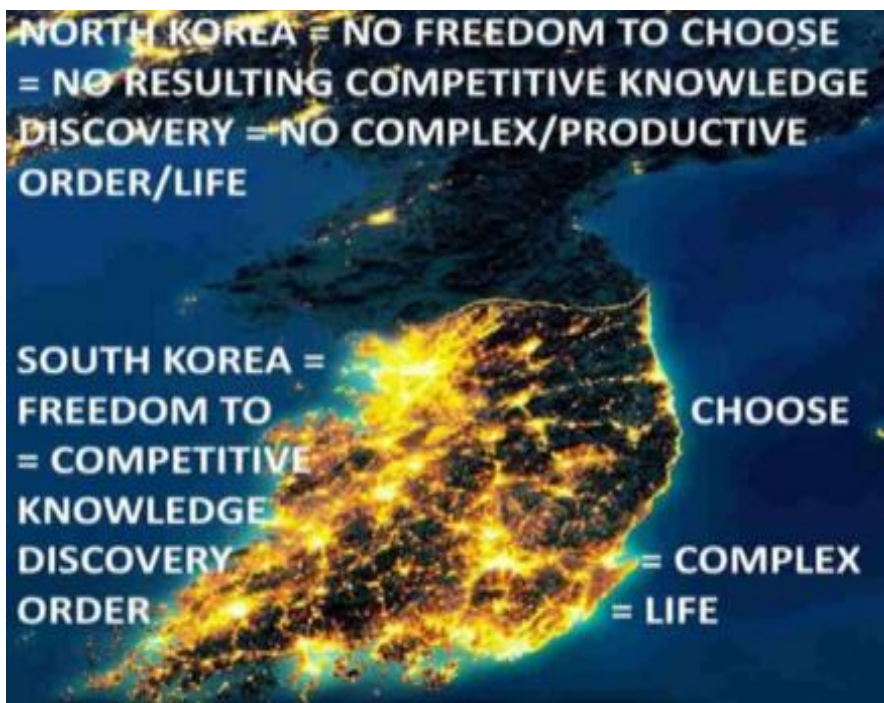 NORTH KOREA = NO FREEDOM TO CHOOSE
= NO RESULTING COMPETITIVE KNOWLEDGE
DISCOVERY = NO COMPLEX/PRODUCTIVE
ORDER/LIFE
SOUTH KOREA =
FREEDOM TO CHOOSE
= COMPETITIVE
KNOWLEDGE
DISCOVERY = COMPLEX
ORDER = LIFE